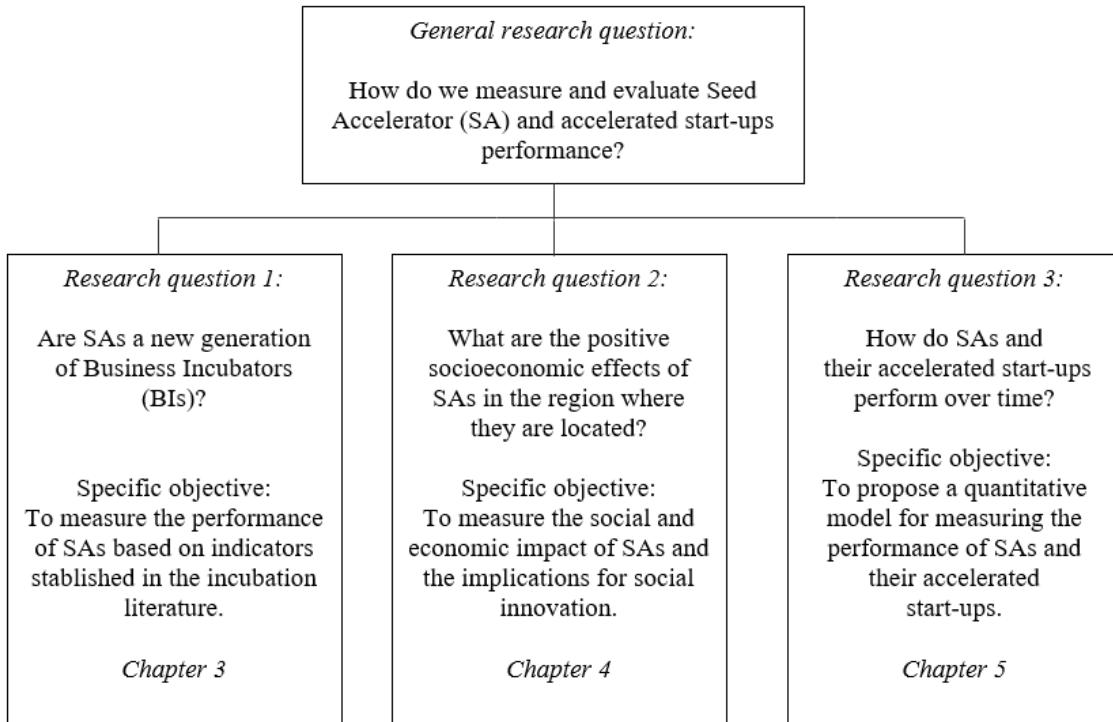 General research question:
How do we measure and evaluate Seed
Accelerator (SA) and accelerated start-ups
performance?
Research question 1:
Are SAs a new generation
of Business Incubators
(BIs)?
Specific objective:
To measure the performance
of SAs based on indicators
stablished in the incubation
literature.
Chapter 3
Research question 2:
What are the positive
socioeconomic effects of
SAs in the region where
they are located?
Specific objective:
To measure the social and
economic impact of SAs and
the implications for social
innovation.
Chapter 4
Research question 3:
How do SAs and
their accelerated start-ups
perform over time?
Specific objective:
To propose a quantitative
model for measuring the
performance of SAs and
their accelerated
start-ups.
Chapter 5